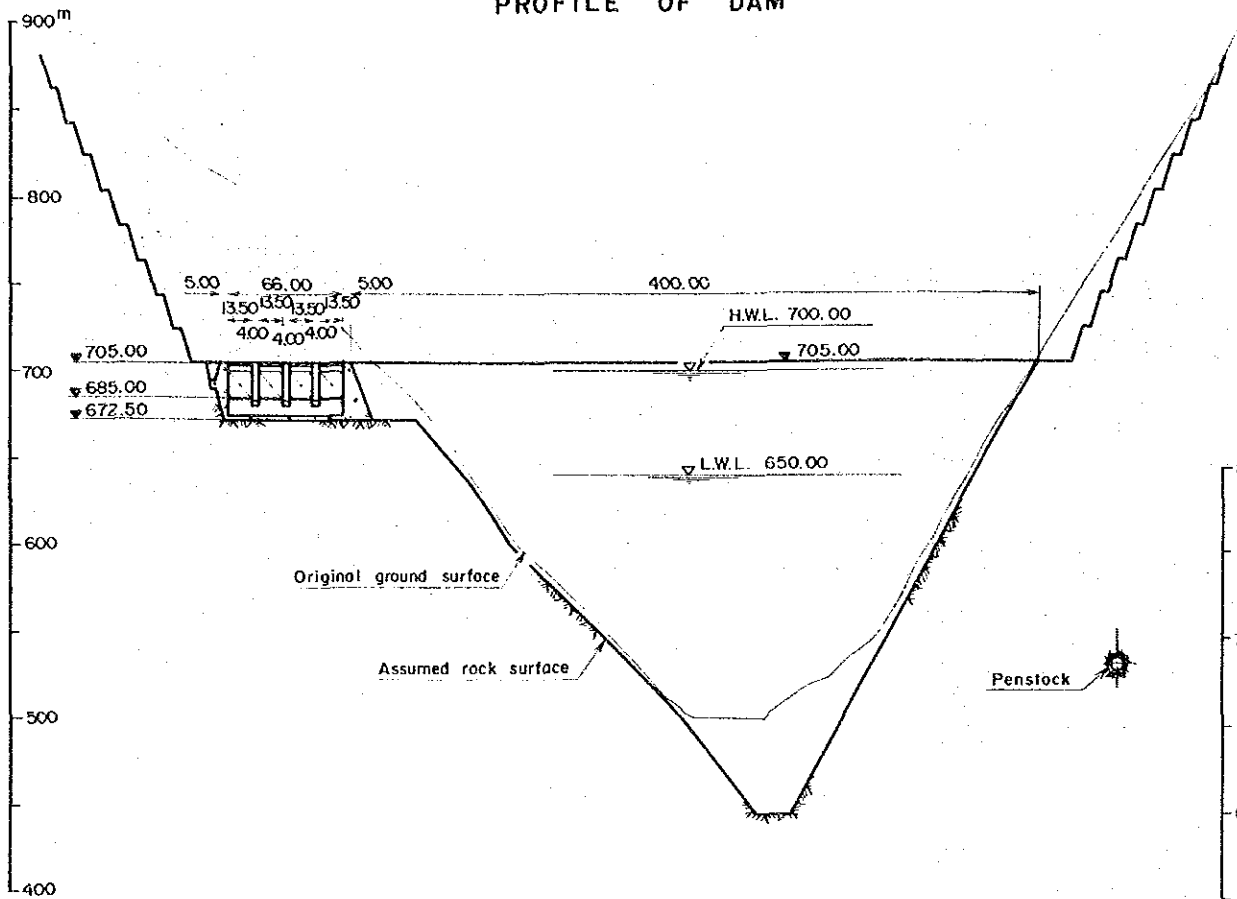 PROFILE OF DAM
900m
800
700
600
500
400
5.00 66.00 5.00 400.00
13.50 13.50 13.50 13.50
4.00 4.00 4.00
H.W.L. 700.00
705.00
705.00
685.00
672.50
L.W.L. 650.00
Original ground surface
Assumed rock surface
Penstock